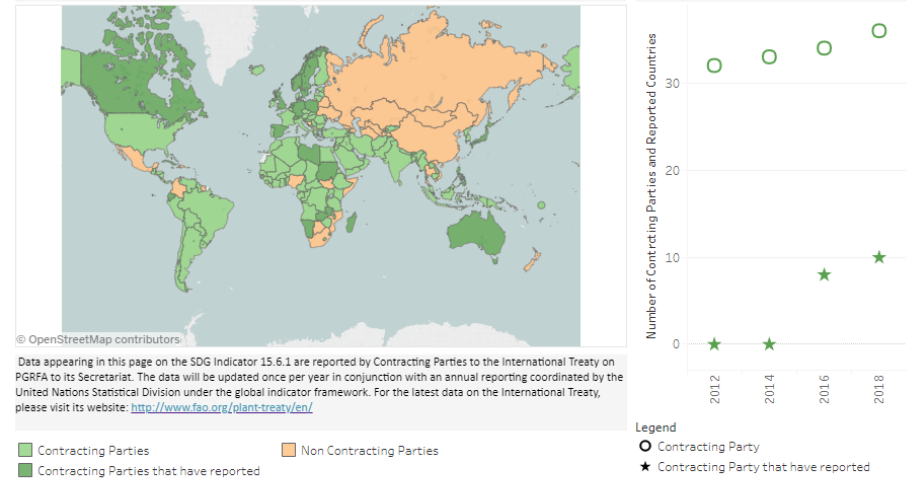 © OpenStreetMap contributors
Data appearing in this page on the SDG Indicator 15.6.1 are reported by Contracting Parties to the International Treaty on
PGRFA to its Secretariat. The data will be updated once per year in conjunction with an annual reporting coordinated by the
United Nations Statistical Division under the global indicator framework. For the latest data on the International Treaty,
please visit its website: http://www.fao.org/plant-treaty/en/
Contracting Parties
Non Contracting Parties
Contracting Parties that have reported
Number of Contrcting Parties and Reported Countries
30
20
10
0
2012
2014
2016
2018
Legend
Contracting Party
Contracting Party that have reported